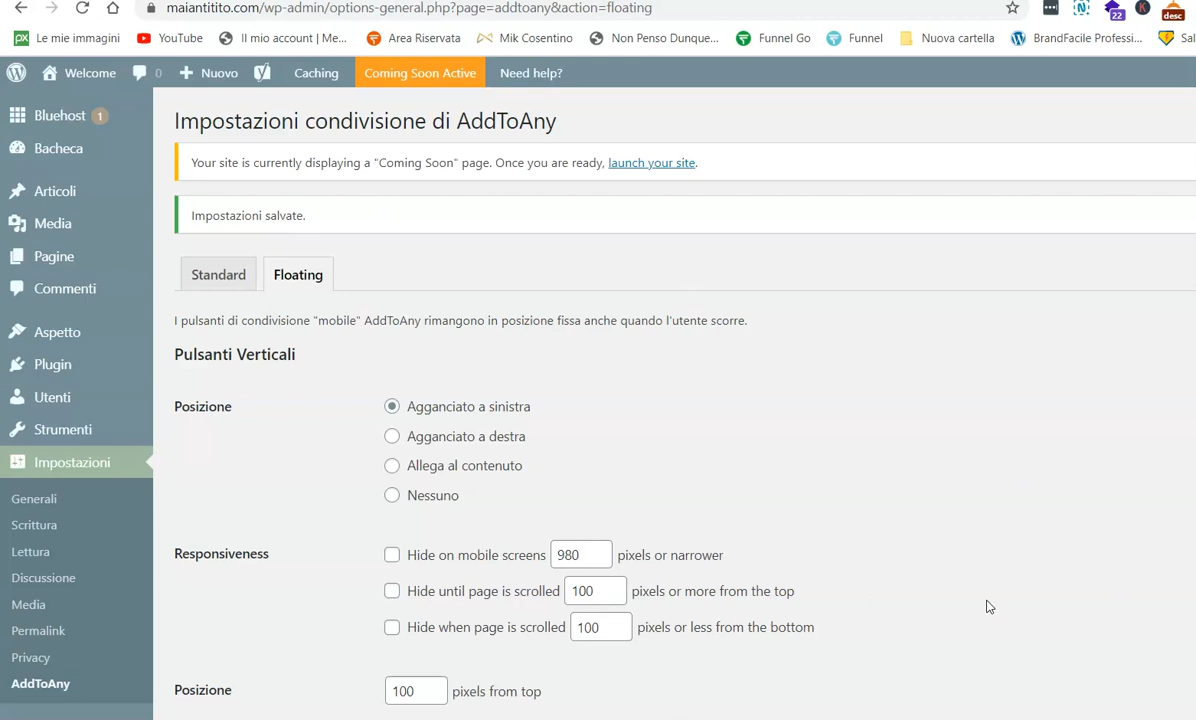 maiantitito.com/wp-admin/options-general.php?page=addtoany&action=floating
22
K
desc
px Le mie immagini YouTube Il mio account | Me... Area Riservata Mik Cosentino Non Penso Dunque... Funnel Go Funnel Nuova cartella BrandFacile Professi... Sal
Welcome 0 Nuovo Caching Coming Soon Active Need help?
Bluehost 1
Bacheca
Articoli
Media
Pagine
Commenti
Aspetto
Plugin
Utenti
Strumenti
Impostazioni
Generali
Scrittura
Lettura
Discussione
Media
Permalink
Privacy
AddToAny
Impostazioni condivisione di AddToAny
Your site is currently displaying a "Coming Soon" page. Once you are ready, launch your site.
Impostazioni salvate.
Standard Floating
I pulsanti di condivisione "mobile" AddToAny rimangono in posizione fissa anche quando l'utente scorre.
Pulsanti Verticali
Posizione Agganciato a sinistra
Agganciato a destra
Allega al contenuto
Nessuno
Responsiveness Hide on mobile screens 980 pixels or narrower
Hide until page is scrolled 100 pixels or more from the top
Hide when page is scrolled 100 pixels or less from the bottom
Posizione 100 pixels from top